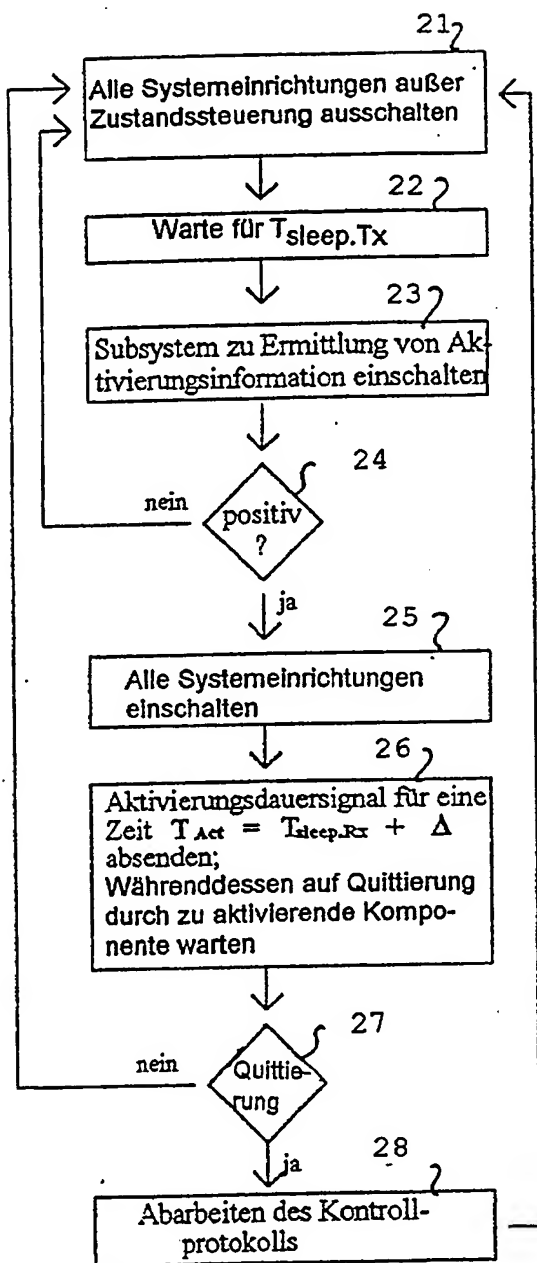 21
Alle Systemeinrichtungen außer
Zustandssteuerung ausschalten
22
Warte für Tsleep.Tx
23
Subsystem zu Ermittlung von Ak-
tivierungsinformation einschalten
24
nein
positiv
?
ja
25
Alle Systemeinrichtungen
einschalten
26
Aktivierungsdauersignal für eine
Zeit T Act = Tsleep.Rx + Δ
absenden;
Währenddessen auf Quittierung
durch zu aktivierende Kompo-
nente warten
27
nein
Quittie-
rung
ja
28
Abarbeiten des Kontroll-
protokolls